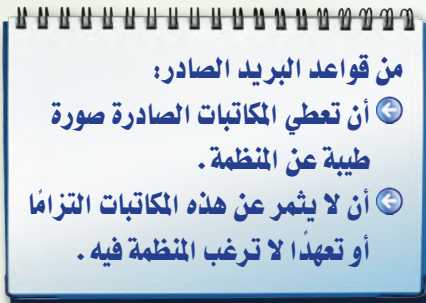 من قواعد البريد الصادر:
أن تعطي المكاتبات الصادرة صورة
طيبة عن المنظمة.
أن لا يثمر عن هذه المكاتبات التزامًا
أو تعهدًا لا ترغب المنظمة فيه.